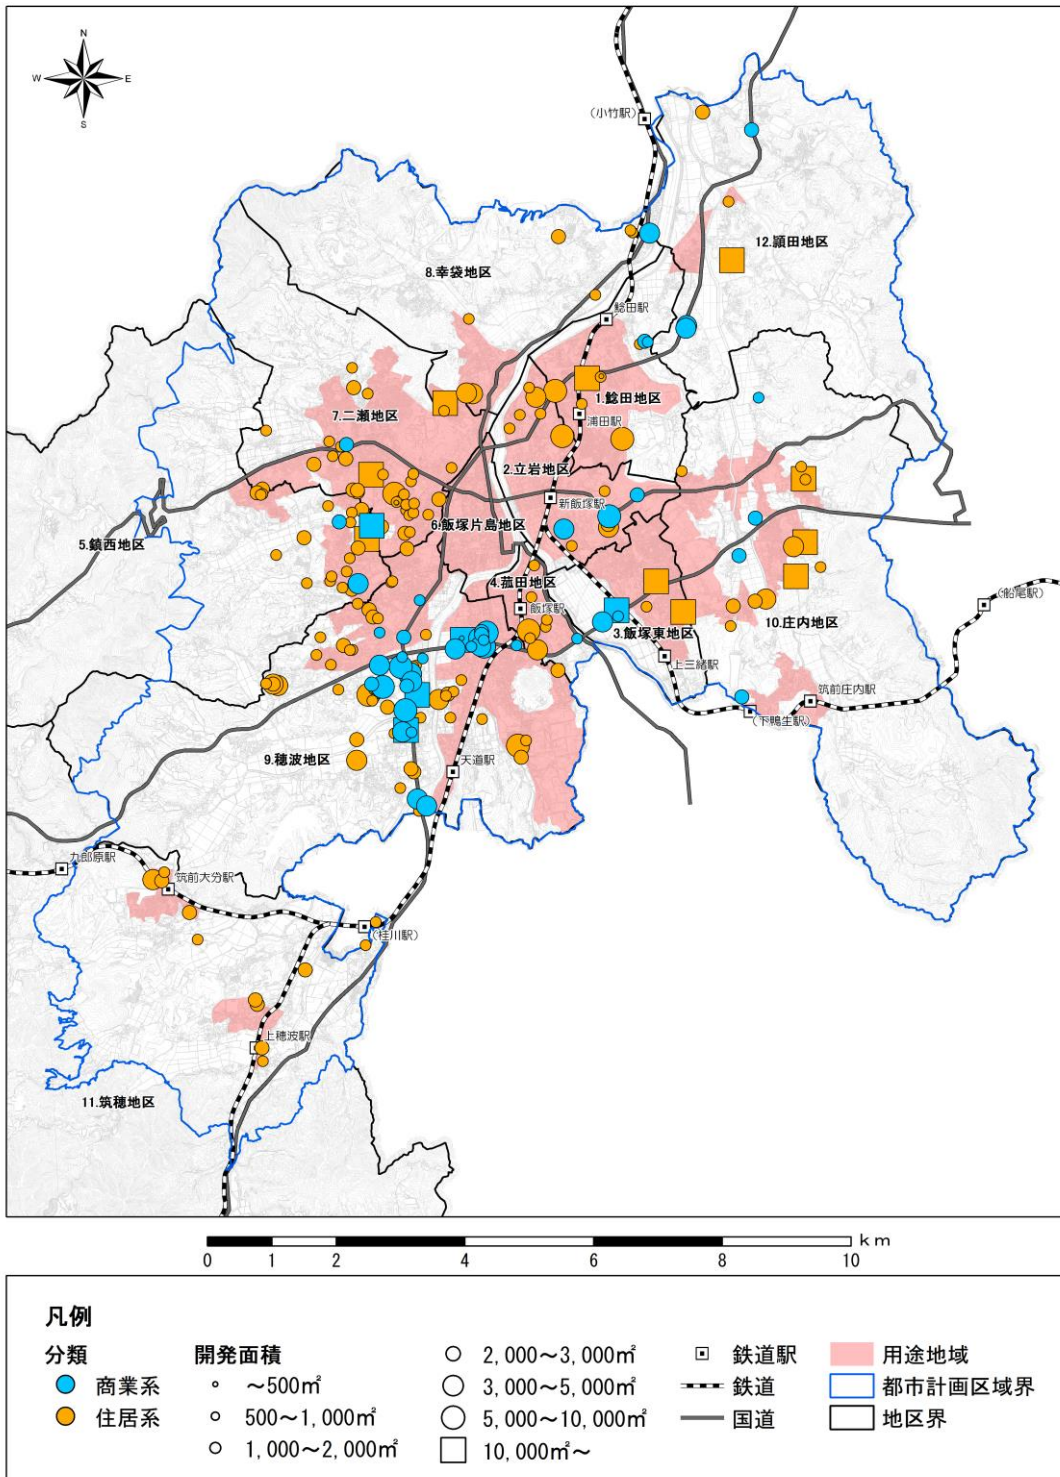 N
W
E
S
(小竹駅)
12.頴田地区
8.幸袋地区
鯰田駅
7.二瀬地区
1.鯰田地区
浦田駅
2.立岩地区
新飯塚駅
6.飯塚片島地区
5.鎮西地区
4.菰田地区
飯塚駅
(船尾駅)
3.飯塚東地区
10.庄内地区
上三緒駅
筑前庄内駅
(下鴨生駅)
9.穂波地区
天道駅
九郎原駅
筑前大分駅
(桂川駅)
上穂波駅
11.筑穂地区
0 1 2 4 6 8 10 km
凡例
分類
商業系
住居系
開発面積
～500㎡
500～1,000㎡
1,000～2,000㎡
2,000～3,000㎡
3,000～5,000㎡
5,000～10,000㎡
10,000㎡～
鉄道駅
鉄道
国道
用途地域
都市計画区域界
地区界